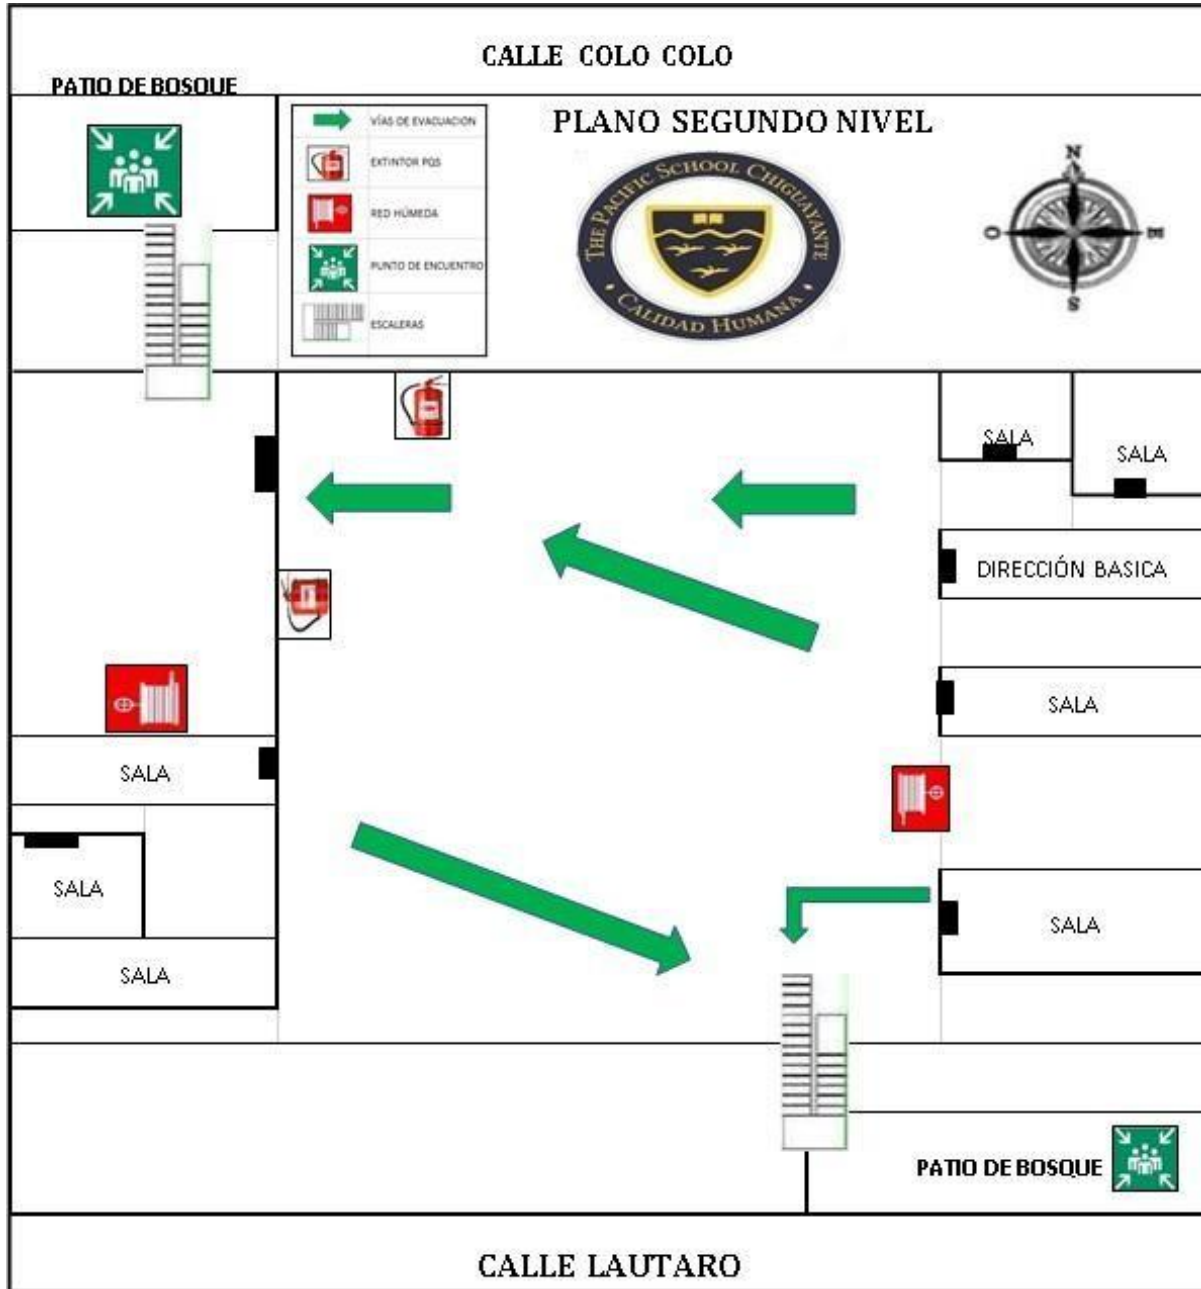 CALLE COLO COLO
PATIO DE BOSQUE
PLANO SEGUNDO NIVEL
VÍAS DE EVACUACION
EXTINTOR PQS
RED HÚMEDA
PUNTO DE ENCUENTRO
ESCALERAS
THE PACIFIC SCHOOL CHIGUAYANTE
CALIDAD HUMANA
N
O
E
S
SALA
SALA
DIRECCIÓN BASICA
SALA
SALA
SALA
SALA
SALA
PATIO DE BOSQUE
CALLE LAUTARO